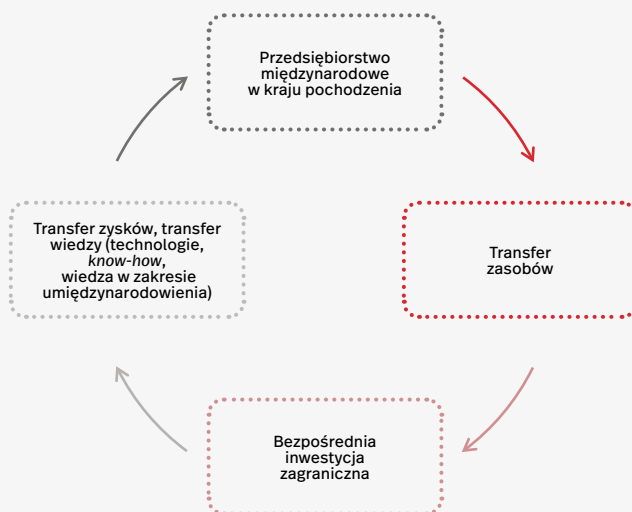 Przedsiębiorstwo
międzynarodowe
w kraju pochodzenia
Transfer
zasobów
Bezpośrednia
inwestycja
zagraniczna
Transfer zysków, transfer
wiedzy (technologie,
know-how,
wiedza w zakresie
umiędzynarodowienia)